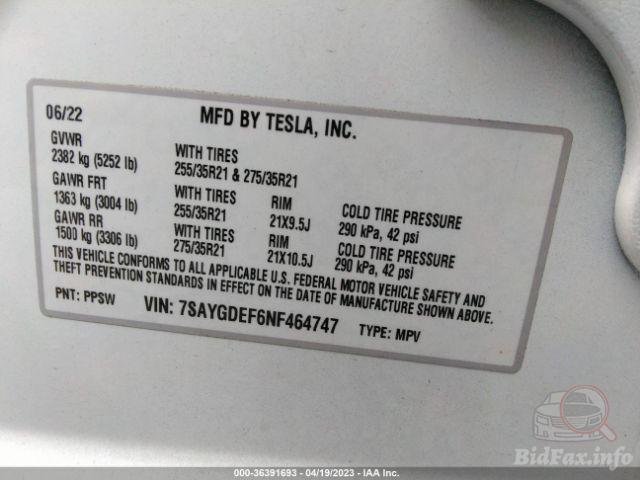 06/22 MFD BY TESLA, INC.
GVWR
2382 kg (5252 lb) WITH TIRES 255/35R21 & 275/35R21
GAWR FRT
1363 kg (3004 lb) WITH TIRES 255/35R21 RIM 21X9.5J COLD TIRE PRESSURE 290 kPa, 42 psi
GAWR RR
1500 kg (3306 lb) WITH TIRES 275/35R21 RIM 21X10.5J COLD TIRE PRESSURE 290 kPa, 42 psi
THIS VEHICLE CONFORMS TO ALL APPLICABLE U.S. FEDERAL MOTOR VEHICLE SAFETY AND
THEFT PREVENTION STANDARDS IN EFFECT ON THE DATE OF MANUFACTURE SHOWN ABOVE.
PNT: PPSW VIN: 7SAYGDEF6NF464747 TYPE: MPV
BidFax.info
000-36391693 - 04/19/2023 - IAA Inc.